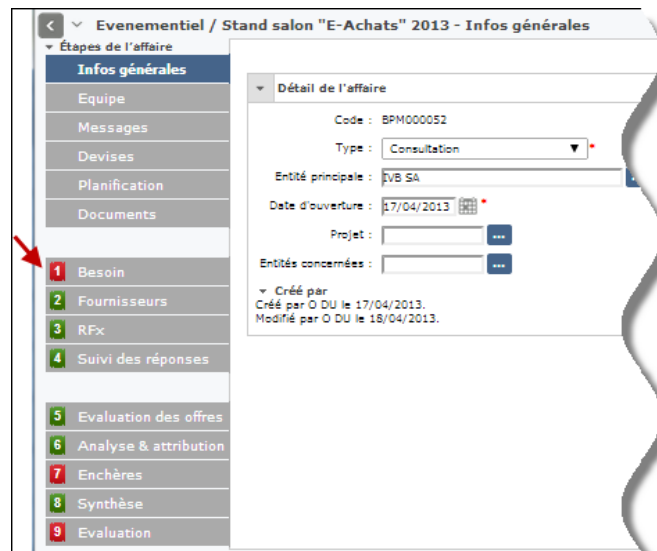 Evenementiel / Stand salon "E-Achats" 2013 - Infos générales
Étapes de l'affaire
Infos générales
Equipe
Messages
Devises
Planification
Documents
1 Besoin
2 Fournisseurs
3 RFx
4 Suivi des réponses
5 Evaluation des offres
6 Analyse & attribution
7 Enchères
8 Synthèse
9 Evaluation
Détail de l'affaire
Code : BPM000052
Type : Consultation *
Entité principale : IVB SA
Date d'ouverture : 17/04/2013 *
Projet : ...
Entités concernées : ...
Créé par
Créé par O DU le 17/04/2013.
Modifié par O DU le 18/04/2013.